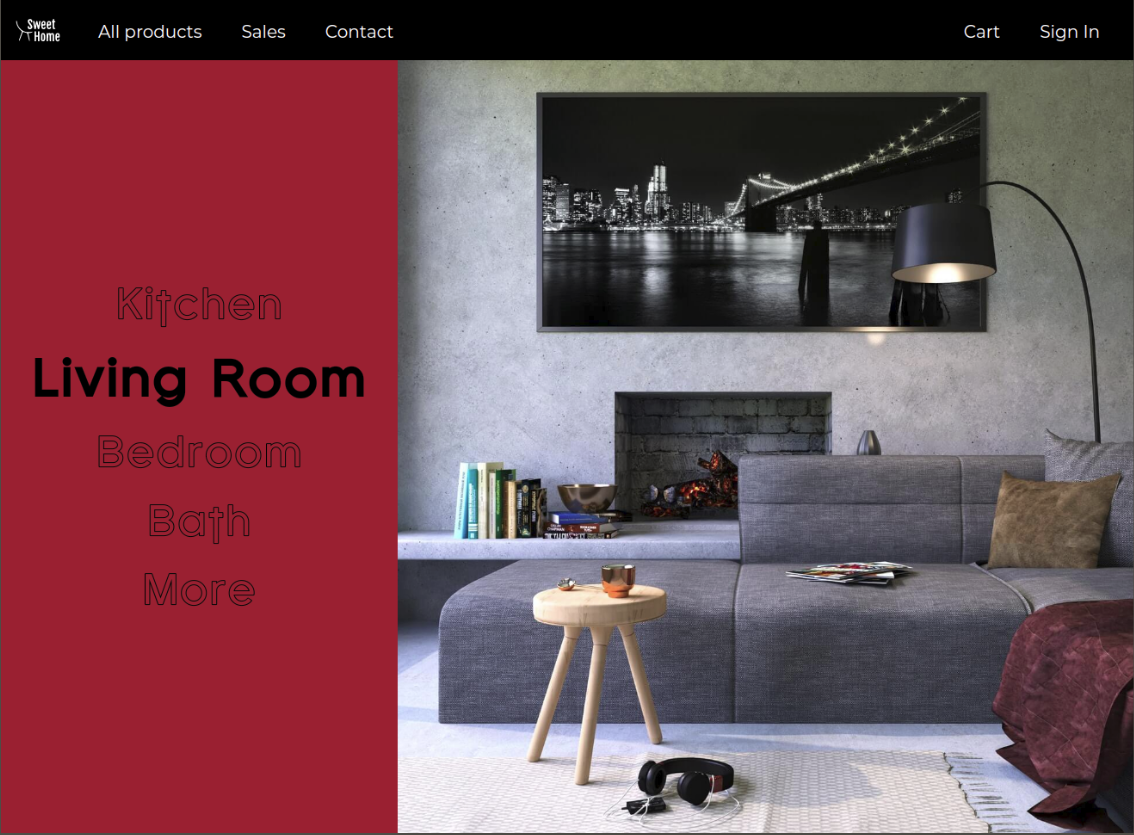 Sweet
Home
All products
Sales
Contact
Cart
Sign In
Kitchen
Living Room
Bedroom
Bath
More